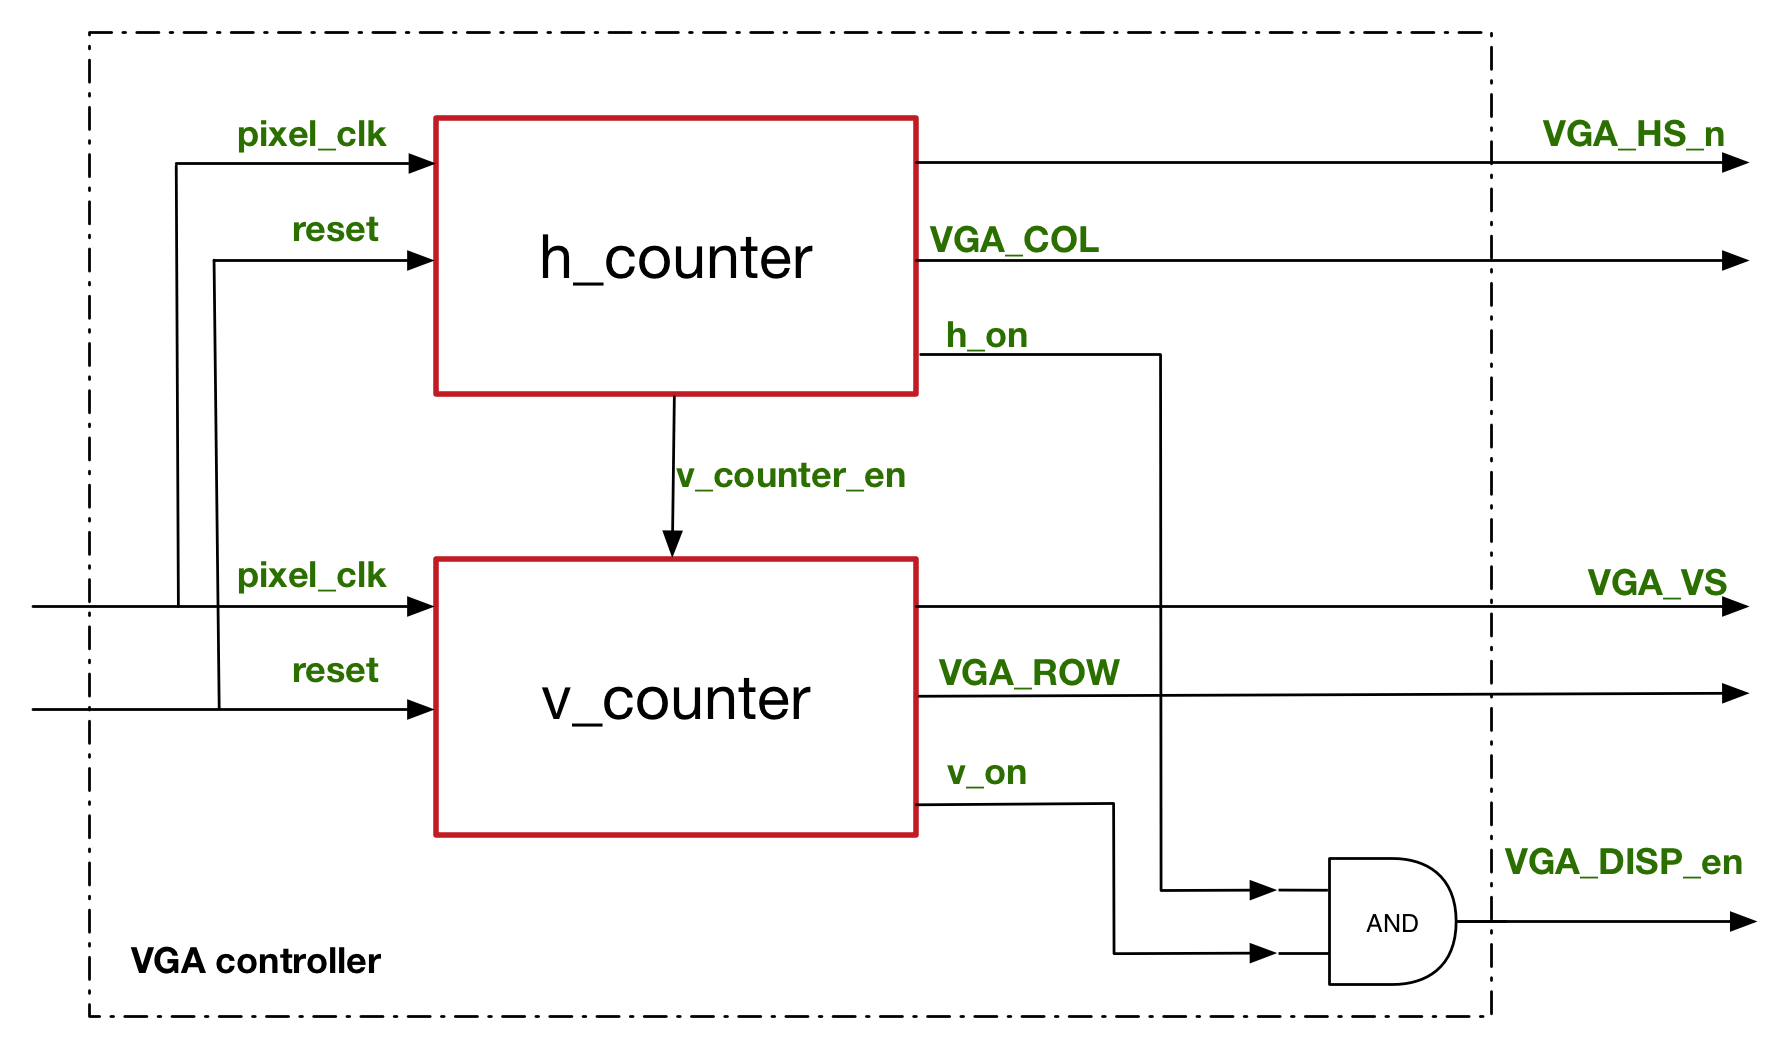 pixel_clk
VGA_HS_n
reset
VGA_COL
h_counter
h_on
v_counter_en
pixel_clk
VGA_VS
reset
VGA_ROW
v_counter
v_on
VGA_DISP_en
AND
VGA controller